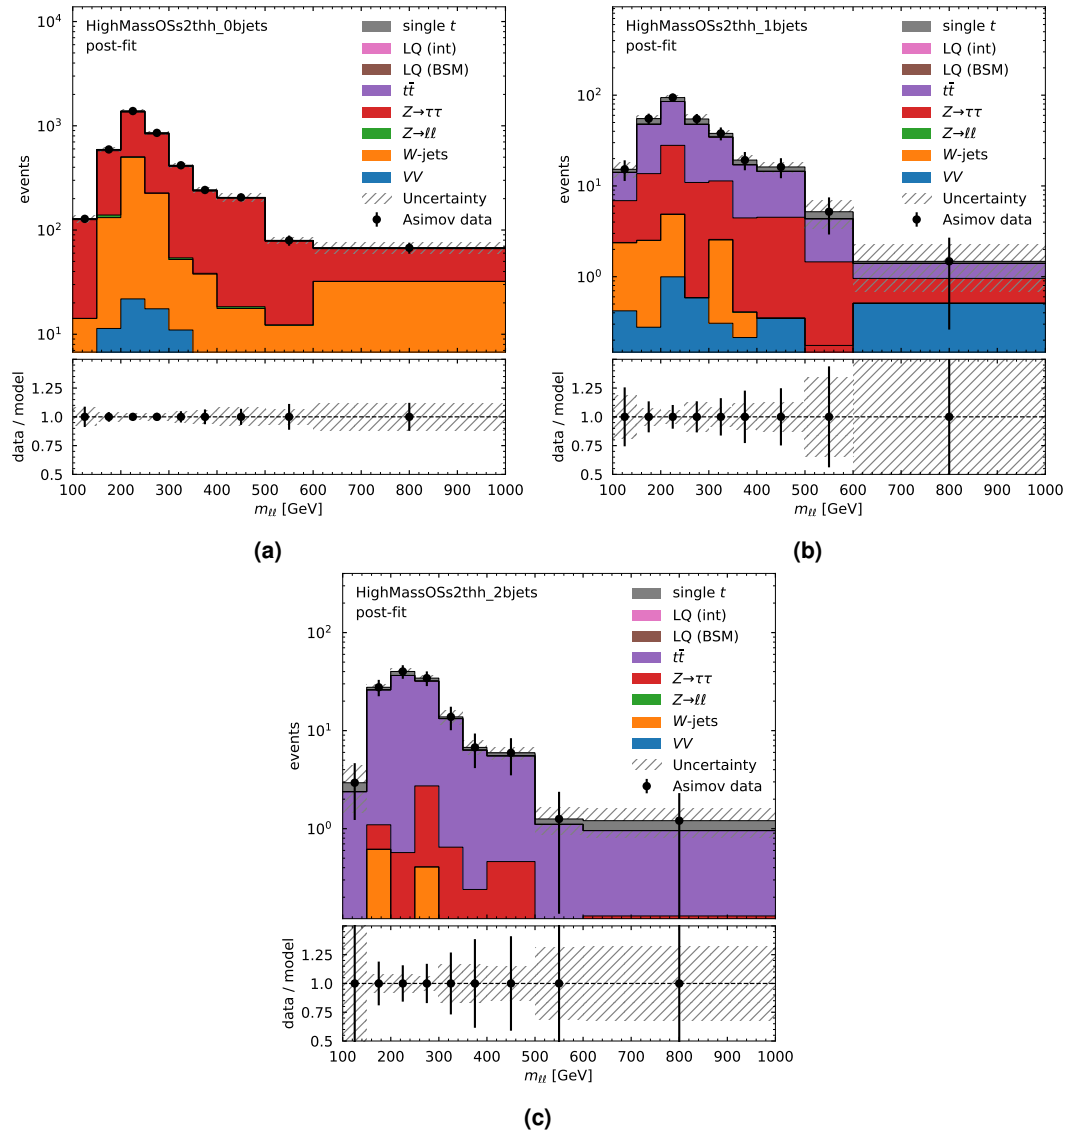 HighMassOSs2thh_0bjets
post-fit
single t
LQ (int)
LQ (BSM)
tt̄
Z→ττ
Z→ℓℓ
W-jets
VV
Uncertainty
Asimov data
events
10⁴
10³
10²
10¹
data / model
1.25
1.0
0.75
0.5
100 200 300 400 500 600 700 800 900 1000
mℓℓ [GeV]
(a)
HighMassOSs2thh_1bjets
post-fit
single t
LQ (int)
LQ (BSM)
tt̄
Z→ττ
Z→ℓℓ
W-jets
VV
Uncertainty
Asimov data
events
10²
10¹
10⁰
data / model
1.25
1.0
0.75
0.5
100 200 300 400 500 600 700 800 900 1000
mℓℓ [GeV]
(b)
HighMassOSs2thh_2bjets
post-fit
single t
LQ (int)
LQ (BSM)
tt̄
Z→ττ
Z→ℓℓ
W-jets
VV
Uncertainty
Asimov data
events
10²
10¹
10⁰
data / model
1.25
1.0
0.75
0.5
100 200 300 400 500 600 700 800 900 1000
mℓℓ [GeV]
(c)